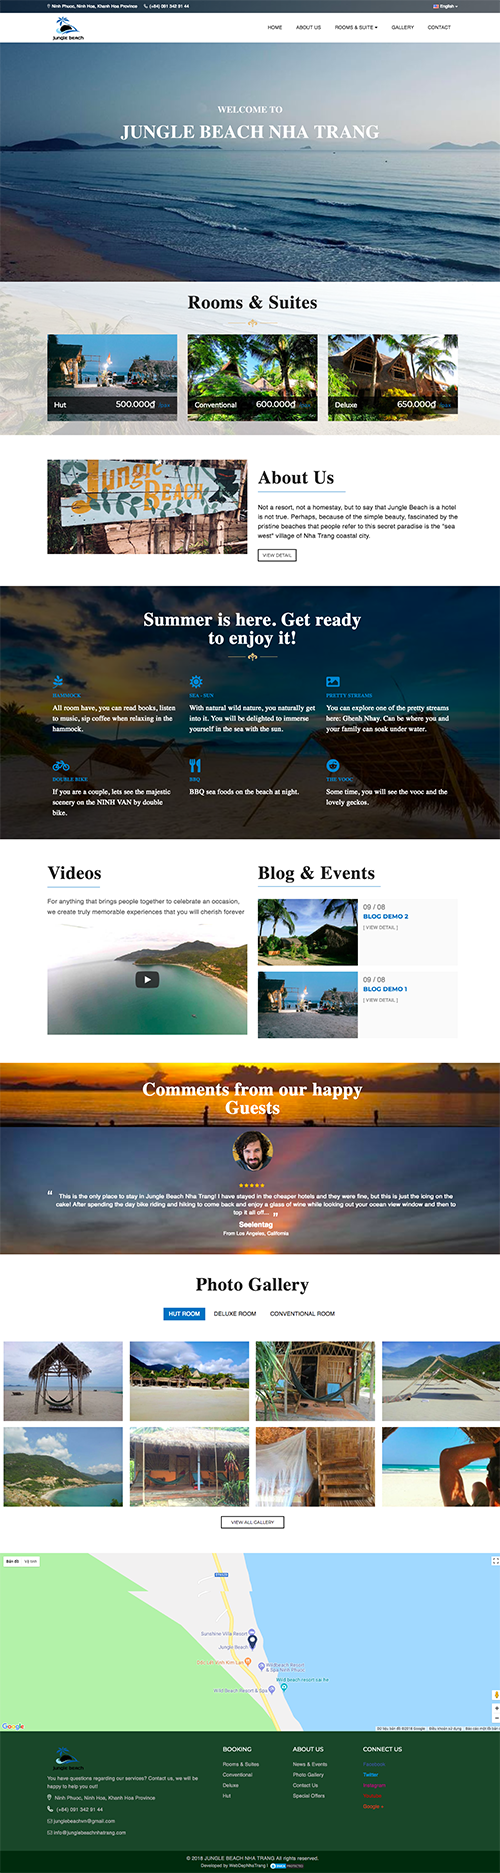 Ninh Phuoc, Ninh Hoa, Khanh Hoa Province (+84) 091 342 91 44 English
Jungle beach
HOME ABOUT US ROOMS & SUITE GALLERY CONTACT
WELCOME TO
JUNGLE BEACH NHA TRANG
Rooms & Suites
Hut 500.000₫
Conventional 600.000₫
Deluxe 650.000₫
Jungle
Beach
About Us
Not a resort, not a homestay, but to say that Jungle Beach is a hotel
is not true. Perhaps, because of the simple beauty, fascinated by the
pristine beaches that people refer to this secret paradise is the "sea
west" village of Nha Trang coastal city.
VIEW DETAIL
Summer is here. Get ready
to enjoy it!
HAMMOCK
All room have, you can read books, listen
to music, sip coffee when relaxing in the
hammock.
SEA - SUN
With natural wild nature, you naturally get
into it. You will be delighted to immerse
yourself in the sea with the sun.
PRETTY STREAMS
You can explore one of the pretty streams
here: Ghenh Nhay. Can be where you and
your family can soak under water.
DOUBLE BIKE
If you are a couple, lets see the majestic
scenery on the NINH VAN by double
bike.
BBQ
BBQ sea foods on the beach at night.
THE VOOC
Some time, you will see the vooc and the
lovely geckos.
Videos
For anything that brings people together to celebrate an occasion,
we create truly memorable experiences that you will cherish forever
Blog & Events
09 / 08
BLOG DEMO 2
[ VIEW DETAIL ]
09 / 08
BLOG DEMO 1
[ VIEW DETAIL ]
Comments from our happy
Guests
“ This is the only place to stay in Jungle Beach Nha Trang! I have stayed in the cheaper hotels and they were fine, but this is just the icing on the
cake! After spending the day bike riding and hiking to come back and enjoy a glass of wine while looking out your ocean view window and then to
top it all off... ”
Seelentag
From Los Angeles, California
Photo Gallery
HUT ROOM DELUXE ROOM CONVENTIONAL ROOM
VIEW ALL GALLERY
Bản đồ Vệ tinh
Sunshine Villa Resort
Jungle Beach
Wild Beach Resort & Spa
Google
BOOKING
Rooms & Suites
Conventional
Deluxe
Hut
ABOUT US
News & Events
Photo Gallery
Contact Us
Special Offers
CONNECT US
Facebook
Twitter
Instagram
Youtube
Google +
Jungle beach
You have questions regarding our services? Contact us, we will be
happy to help you out!
Ninh Phuoc, Ninh Hoa, Khanh Hoa Province
(+84) 091 342 91 44
junglebeachvn@gmail.com
info@junglebeachnhatrang.com
© 2018 JUNGLE BEACH NHA TRANG All rights reserved.
Developed by WebDepNhaTrang |